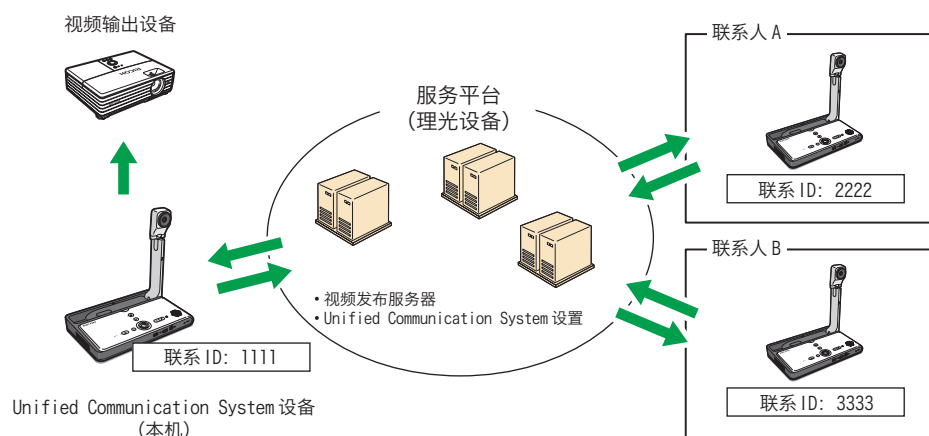 视频输出设备
RICOH
服务平台
（理光设备）
联系人 A
联系 ID: 2222
联系人 B
联系 ID: 3333
・视频发布服务器
・Unified Communication System 设置
联系 ID: 1111
Unified Communication System 设备
（本机）